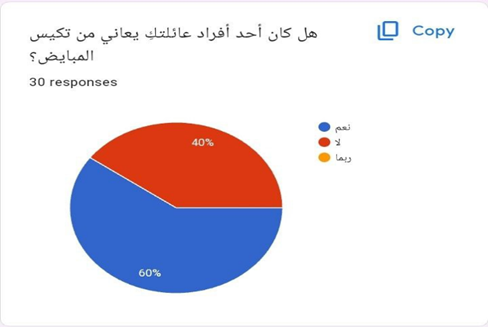 هل كان أحد أفراد عائلتكِ يعاني من تكيس
المبايض؟
Copy
30 responses
نعم
لا
ربما
40%
60%